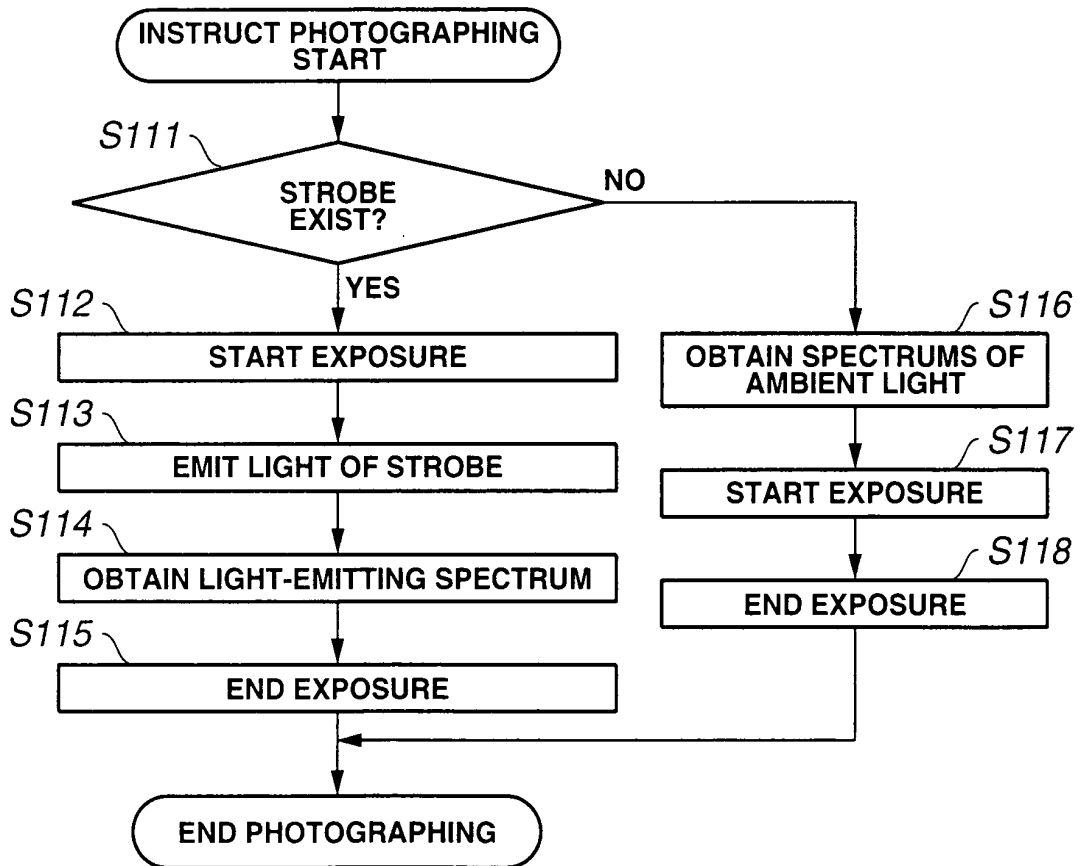 INSTRUCT PHOTOGRAPHING
START
S111
STROBE
EXIST?
NO
YES
S112
START EXPOSURE
S113
EMIT LIGHT OF STROBE
S114
OBTAIN LIGHT-EMITTING SPECTRUM
S115
END EXPOSURE
S116
OBTAIN SPECTRUMS OF
AMBIENT LIGHT
S117
START EXPOSURE
S118
END EXPOSURE
END PHOTOGRAPHING